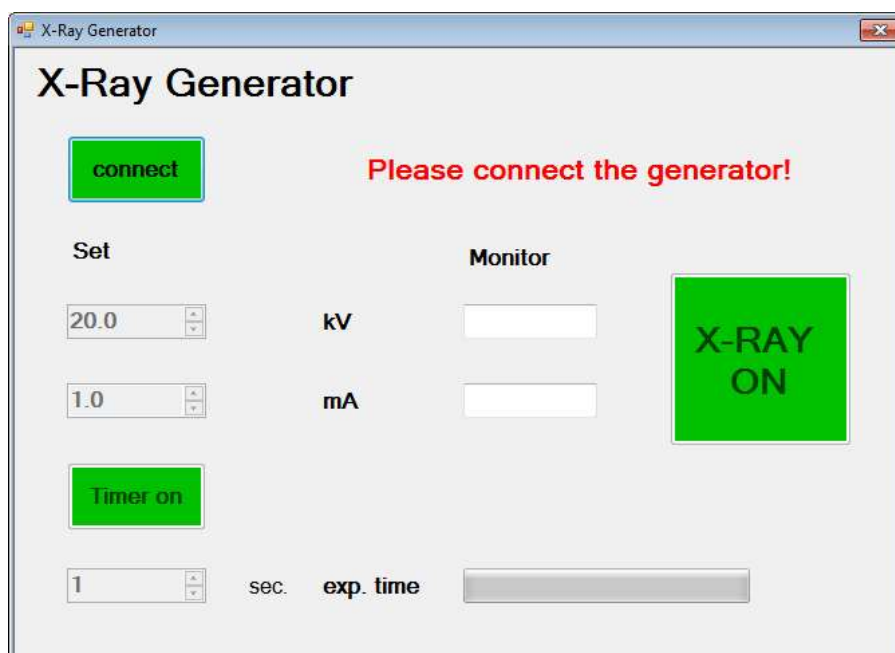 X-Ray Generator
X-Ray Generator
connect
Please connect the generator!
Set
Monitor
20.0
kV
X-RAY
ON
1.0
mA
Timer on
1
sec.
exp. time